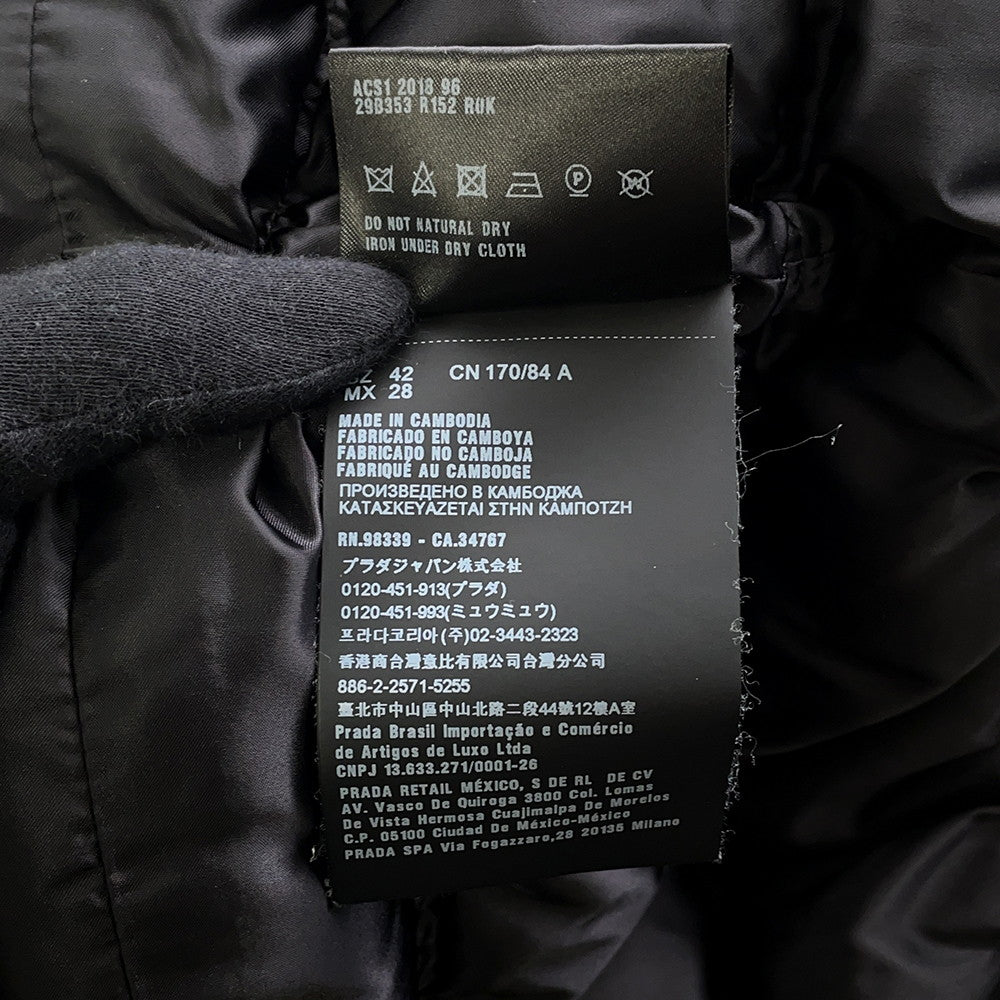 ACS1 2018 96
29B353 R152 R0K
P
W
DO NOT NATURAL DRY
IRON UNDER DRY CLOTH
42 CN 170/84 A
MX 28
MADE IN CAMBODIA
FABRICADO EN CAMBOYA
FABRICADO NO CAMBOJA
FABRIQUÉ AU CAMBODGE
ПРОИЗВЕДЕНО В КАМБОДЖА
ΚΑΤΑΣΚΕΥΑΖΕΤΑΙ ΣΤΗΝ ΚΑΜΠΟΤΖΗ
RN.98339 - CA.34767
プラダジャパン株式会社
0120-451-913(プラダ)
0120-451-993(ミュウミュウ)
프라다코리아(주)02-3443-2323
香港商台灣意比有限公司台灣分公司
886-2-2571-5255
臺北市中山區中山北路二段44號12樓A室
Prada Brasil Importação e Comércio
de Artigos de Luxo Ltda
CNPJ 13.633.271/0001-26
PRADA RETAIL MÉXICO, S DE RL DE CV
AV. Vasco De Quiroga 3800 Col. Lomas
De Vista Hermosa Cuajimalpa De Morelos
C.P. 05100 Ciudad De México-México
PRADA SPA Via Fogazzaro,28 20135 Milano